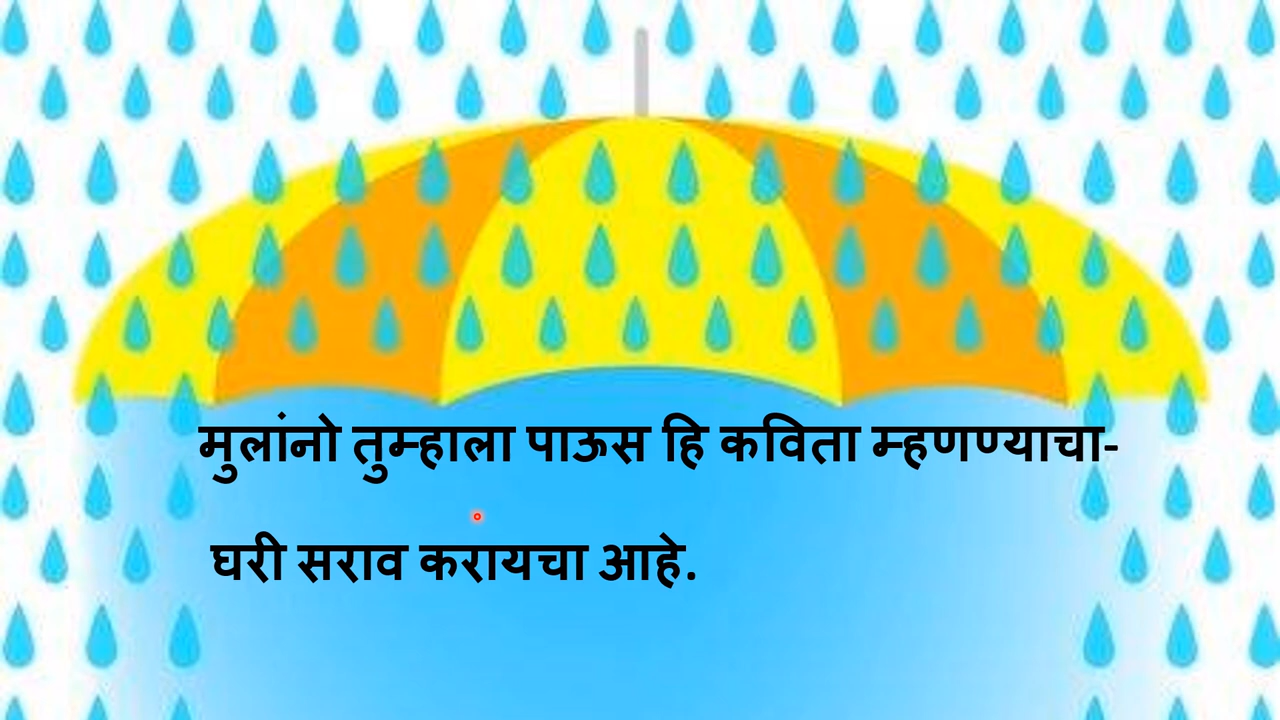 मुलांनो तुम्हाला पाऊस हि कविता म्हणण्याचा-
घरी सराव करायचा आहे.